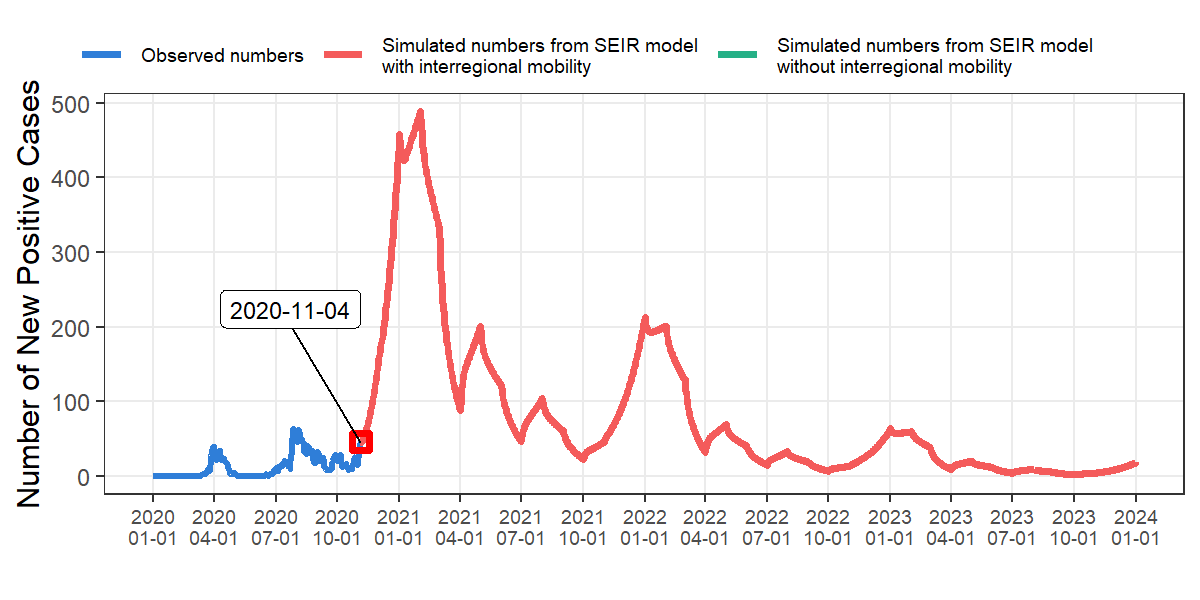 Observed numbers
Simulated numbers from SEIR model
with interregional mobility
Simulated numbers from SEIR model
without interregional mobility
Number of New Positive Cases
500
400
300
200
100
0
2020-11-04
2020 2020 2020 2020 2021 2021 2021 2021 2022 2022 2022 2022 2023 2023 2023 2023 2024
01-01 04-01 07-01 10-01 01-01 04-01 07-01 10-01 01-01 04-01 07-01 10-01 01-01 04-01 07-01 10-01 01-01